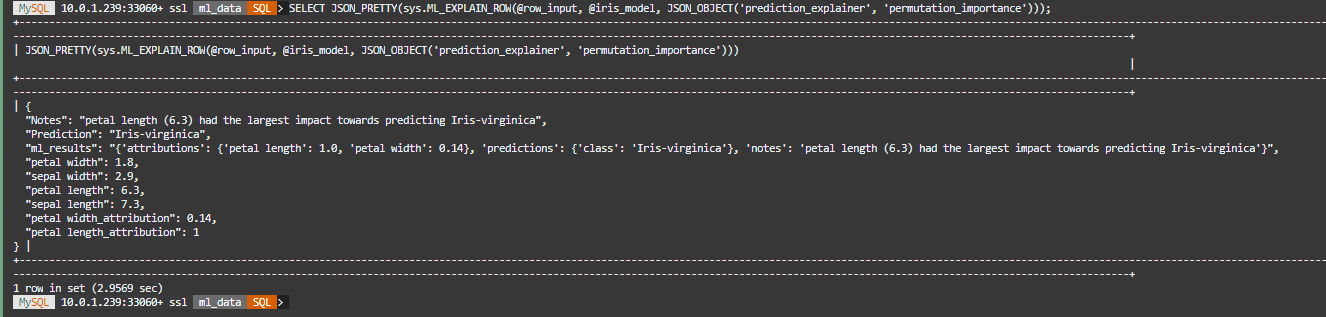 MySQL 10.0.1.239:33060+ ssl ml_data SQL > SELECT JSON_PRETTY(sys.ML_EXPLAIN_ROW(@row_input, @iris_model, JSON_OBJECT('prediction_explainer', 'permutation_importance')));
| JSON_PRETTY(sys.ML_EXPLAIN_ROW(@row_input, @iris_model, JSON_OBJECT('prediction_explainer', 'permutation_importance')))
|
| {
"Notes": "petal length (6.3) had the largest impact towards predicting Iris-virginica",
"Prediction": "Iris-virginica",
"ml_results": "{'attributions': {'petal length': 1.0, 'petal width': 0.14}, 'predictions': {'class': 'Iris-virginica'}, 'notes': 'petal length (6.3) had the largest impact towards predicting Iris-virginica'}",
"petal width": 1.8,
"sepal width": 2.9,
"petal length": 6.3,
"sepal length": 7.3,
"petal width_attribution": 0.14,
"petal length_attribution": 1
} |
1 row in set (2.9569 sec)
MySQL 10.0.1.239:33060+ ssl ml_data SQL >